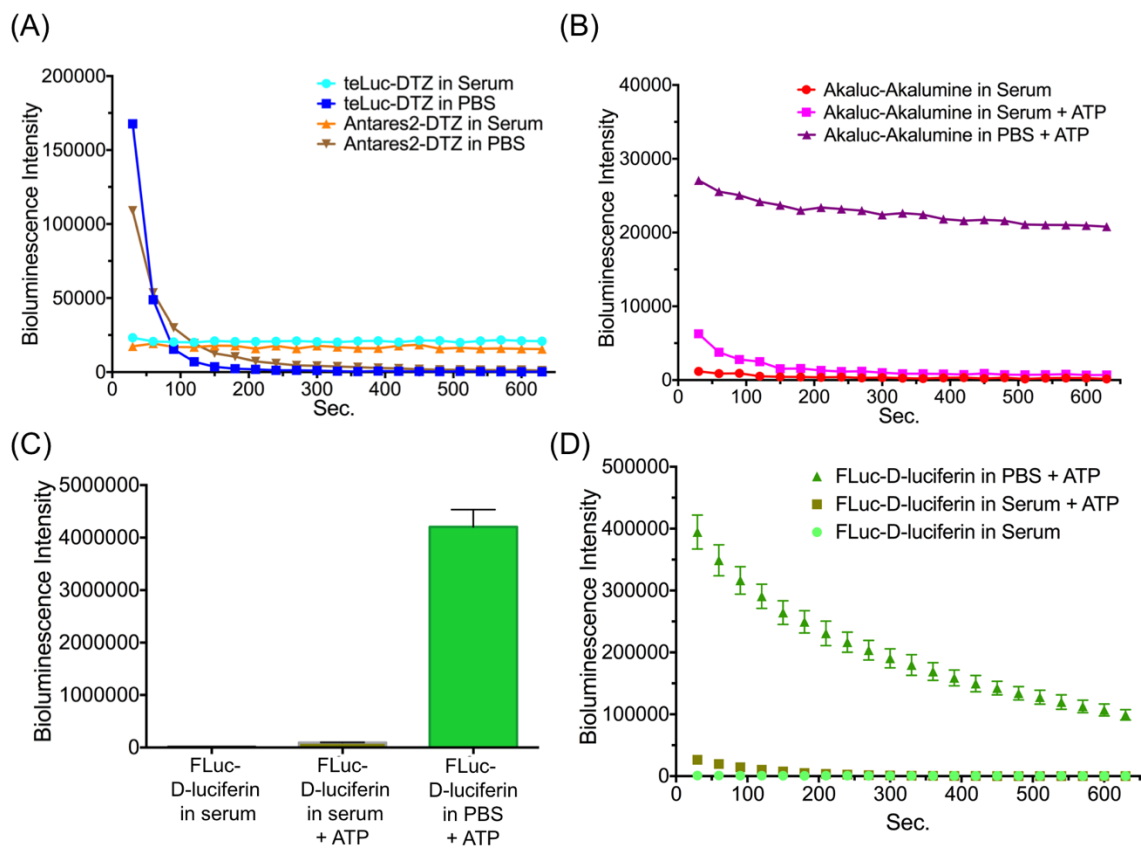 (A)
200000
150000
100000
50000
0
Bioluminescence Intensity
teLuc-DTZ in Serum
teLuc-DTZ in PBS
Antares2-DTZ in Serum
Antares2-DTZ in PBS
0 100 200 300 400 500 600
Sec.
(B)
40000
30000
20000
10000
0
Bioluminescence Intensity
Akaluc-Akalumine in Serum
Akaluc-Akalumine in Serum + ATP
Akaluc-Akalumine in PBS + ATP
0 100 200 300 400 500 600
Sec.
(C)
5000000
4000000
3000000
2000000
1000000
0
Bioluminescence Intensity
FLuc-
D-luciferin
in serum
FLuc-
D-luciferin
in serum
+ ATP
FLuc-
D-luciferin
in PBS
+ ATP
(D)
500000
400000
300000
200000
100000
0
Bioluminescence Intensity
FLuc-D-luciferin in PBS + ATP
FLuc-D-luciferin in Serum + ATP
FLuc-D-luciferin in Serum
0 100 200 300 400 500 600
Sec.